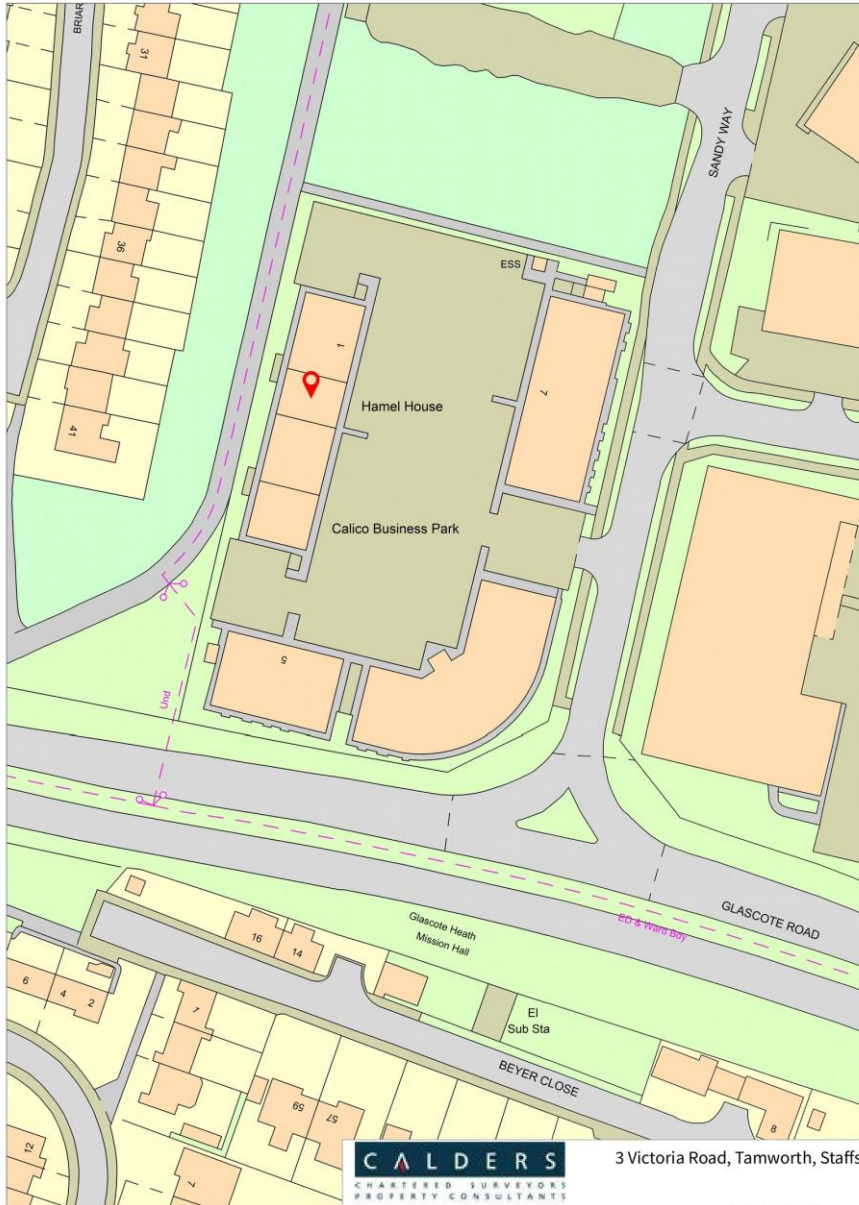 BRIAR
31
SANDY WAY
36
ESS
1
7
Hamel House
41
Calico Business Park
5
Und
GLASCOTE ROAD
ED & Ward Bdy
Glascote Heath
Mission Hall
16
14
6
4
2
El
Sub Sta
1
BEYER CLOSE
59
57
8
12
7
CALDERS
CHARTERED SURVEYORS
PROPERTY CONSULTANTS
3 Victoria Road, Tamworth, Staffs